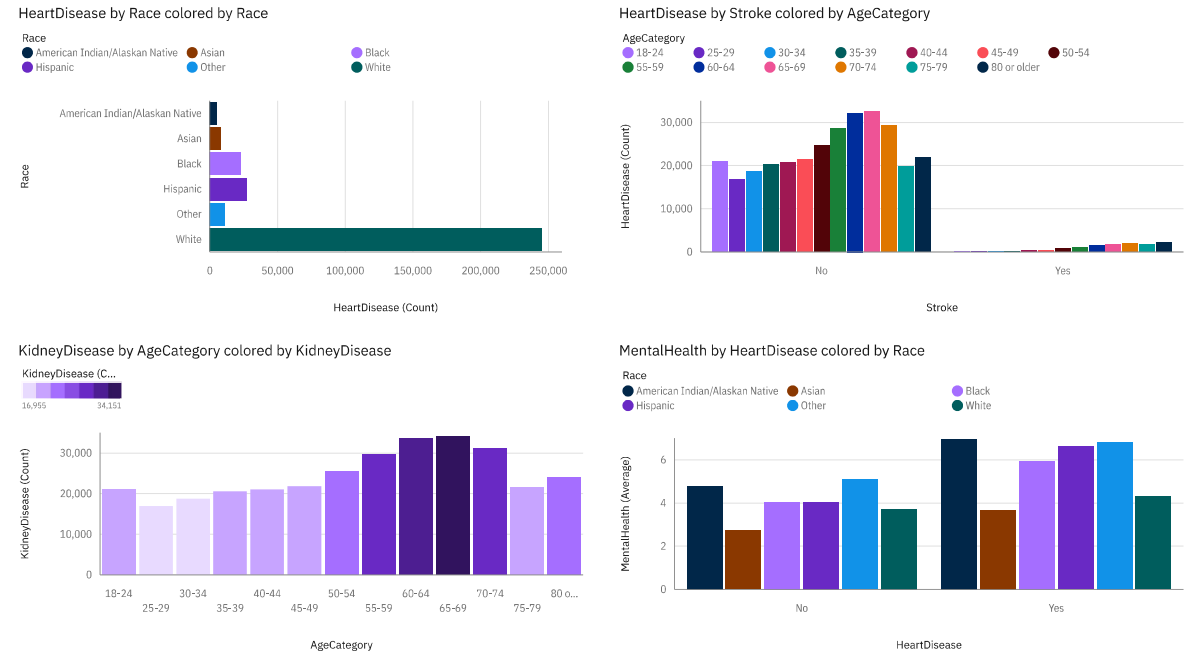 HeartDisease by Race colored by Race
Race
American Indian/Alaskan Native Asian Black
Hispanic Other White
Race
American Indian/Alaskan Native
Asian
Black
Hispanic
Other
White
0 50,000 100,000 150,000 200,000 250,000
HeartDisease (Count)
HeartDisease by Stroke colored by AgeCategory
AgeCategory
18-24 25-29 30-34 35-39 40-44 45-49 50-54
55-59 60-64 65-69 70-74 75-79 80 or older
HeartDisease (Count)
30,000
20,000
10,000
0
No Yes
Stroke
KidneyDisease by AgeCategory colored by KidneyDisease
KidneyDisease (C...
16,955 34,151
KidneyDisease (Count)
30,000
20,000
10,000
0
18-24 30-34 40-44 50-54 60-64 70-74 80 o...
25-29 35-39 45-49 55-59 65-69 75-79
AgeCategory
MentalHealth by HeartDisease colored by Race
Race
American Indian/Alaskan Native Asian Black
Hispanic Other White
MentalHealth (Average)
6
4
2
0
No Yes
HeartDisease